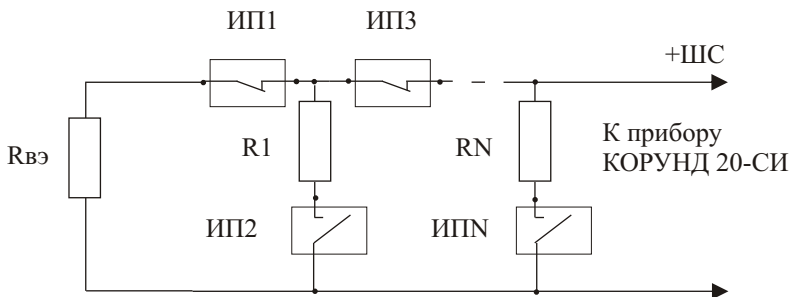 ИП1
ИП3
+ШС
Rвэ
R1
RN
К прибору
КОРУНД 20-СИ
ИП2
ИПN